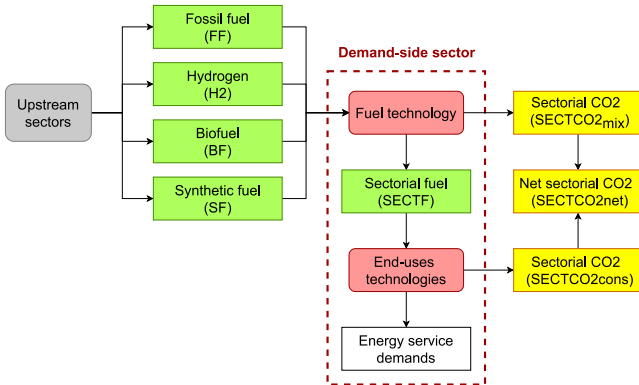 Fossil fuel
(FF)
Demand-side sector
Hydrogen
(H2)
Upstream
sectors
Fuel technology
Sectorial CO2
(SECTCO2mix)
Biofuel
(BF)
Synthetic fuel
(SF)
Sectorial fuel
(SECTF)
Net sectorial CO2
(SECTCO2net)
End-uses
technologies
Sectorial CO2
(SECTCO2cons)
Energy service
demands